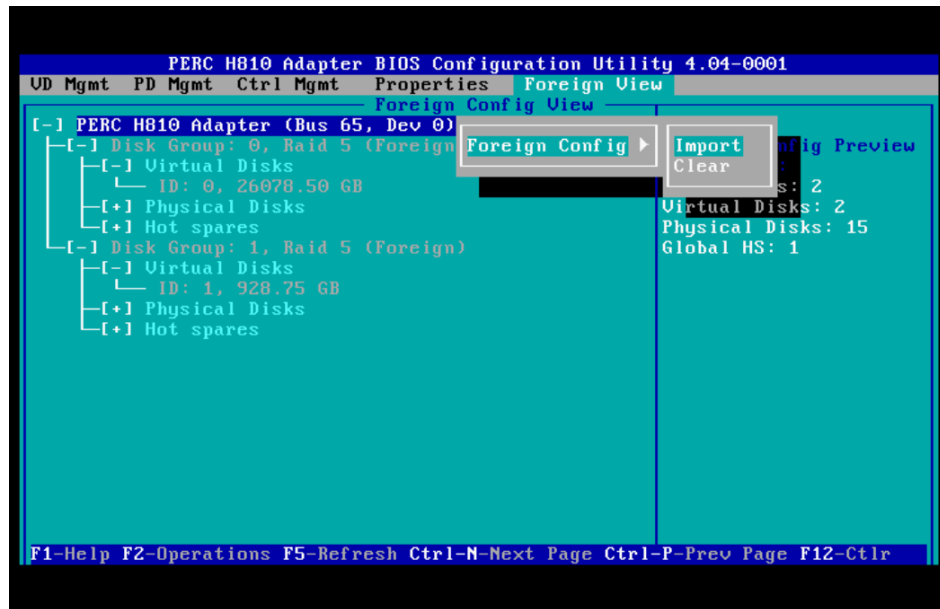 PERC H810 Adapter BIOS Configuration Utility 4.04-0001
VD Mgmt PD Mgmt Ctrl Mgmt Properties Foreign View
Foreign Config View
[-] PERC H810 Adapter (Bus 65, Dev 0)
[-] Disk Group: 0, Raid 5 (Foreign Foreign Config Import fig Preview
[-] Virtual Disks Clear :
ID: 0, 26078.50 GB s: 2
[+] Physical Disks Virtual Disks: 2
[+] Hot spares Physical Disks: 15
[-] Disk Group: 1, Raid 5 (Foreign) Global HS: 1
[-] Virtual Disks
ID: 1, 928.75 GB
[+] Physical Disks
[+] Hot spares
F1-Help F2-Operations F5-Refresh Ctrl-N-Next Page Ctrl-P-Prev Page F12-Ctlr